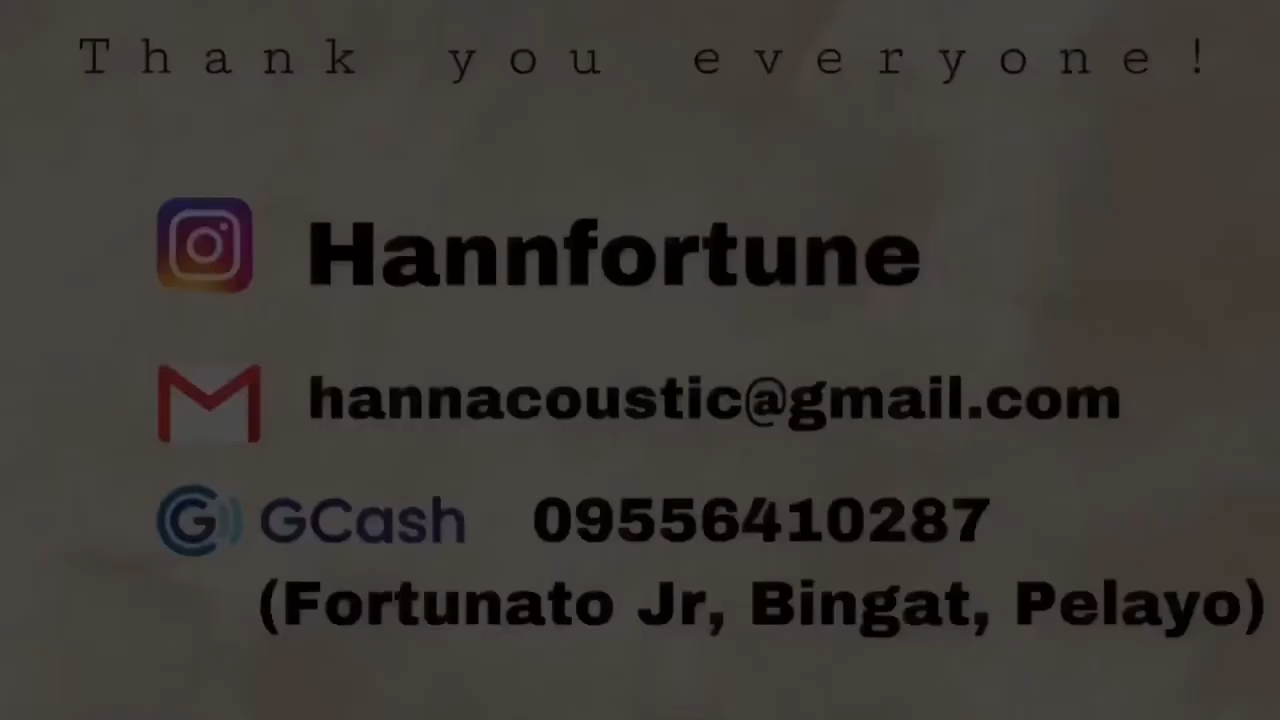 Thank you everyone!
Hannfortune
hannacoustic@gmail.com
GCash 09556410287
(Fortunato Jr, Bingat, Pelayo)